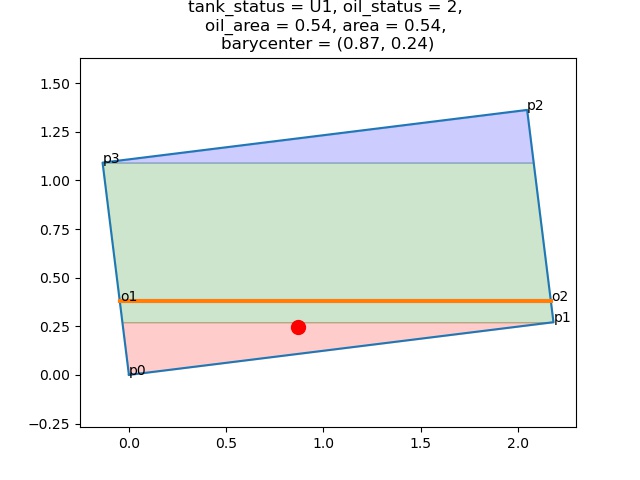 tank_status = U1, oil_status = 2,
oil_area = 0.54, area = 0.54,
barycenter = (0.87, 0.24)
1.50
1.25
1.00
0.75
0.50
0.25
0.00
−0.25
p2
p3
o1
o2
p1
p0
0.0
0.5
1.0
1.5
2.0